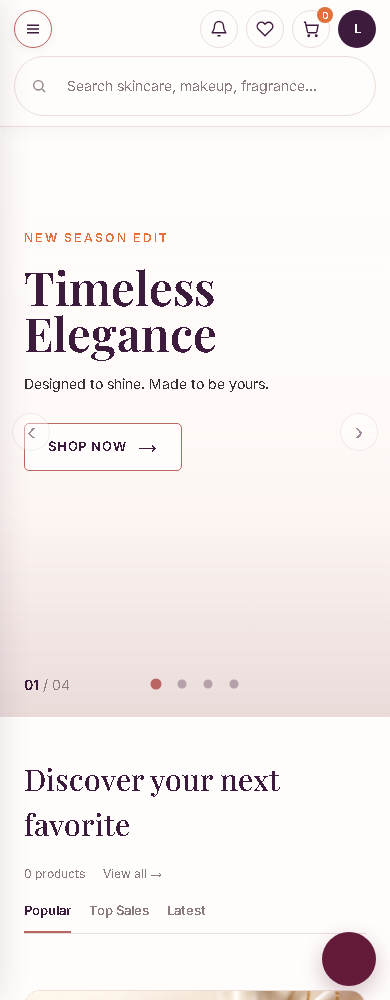 0
L
Search skincare, makeup, fragrance...
NEW SEASON EDIT
Timeless
Elegance
Designed to shine. Made to be yours.
SHOP NOW →
01 / 04
Discover your next
favorite
0 products View all →
Popular Top Sales Latest